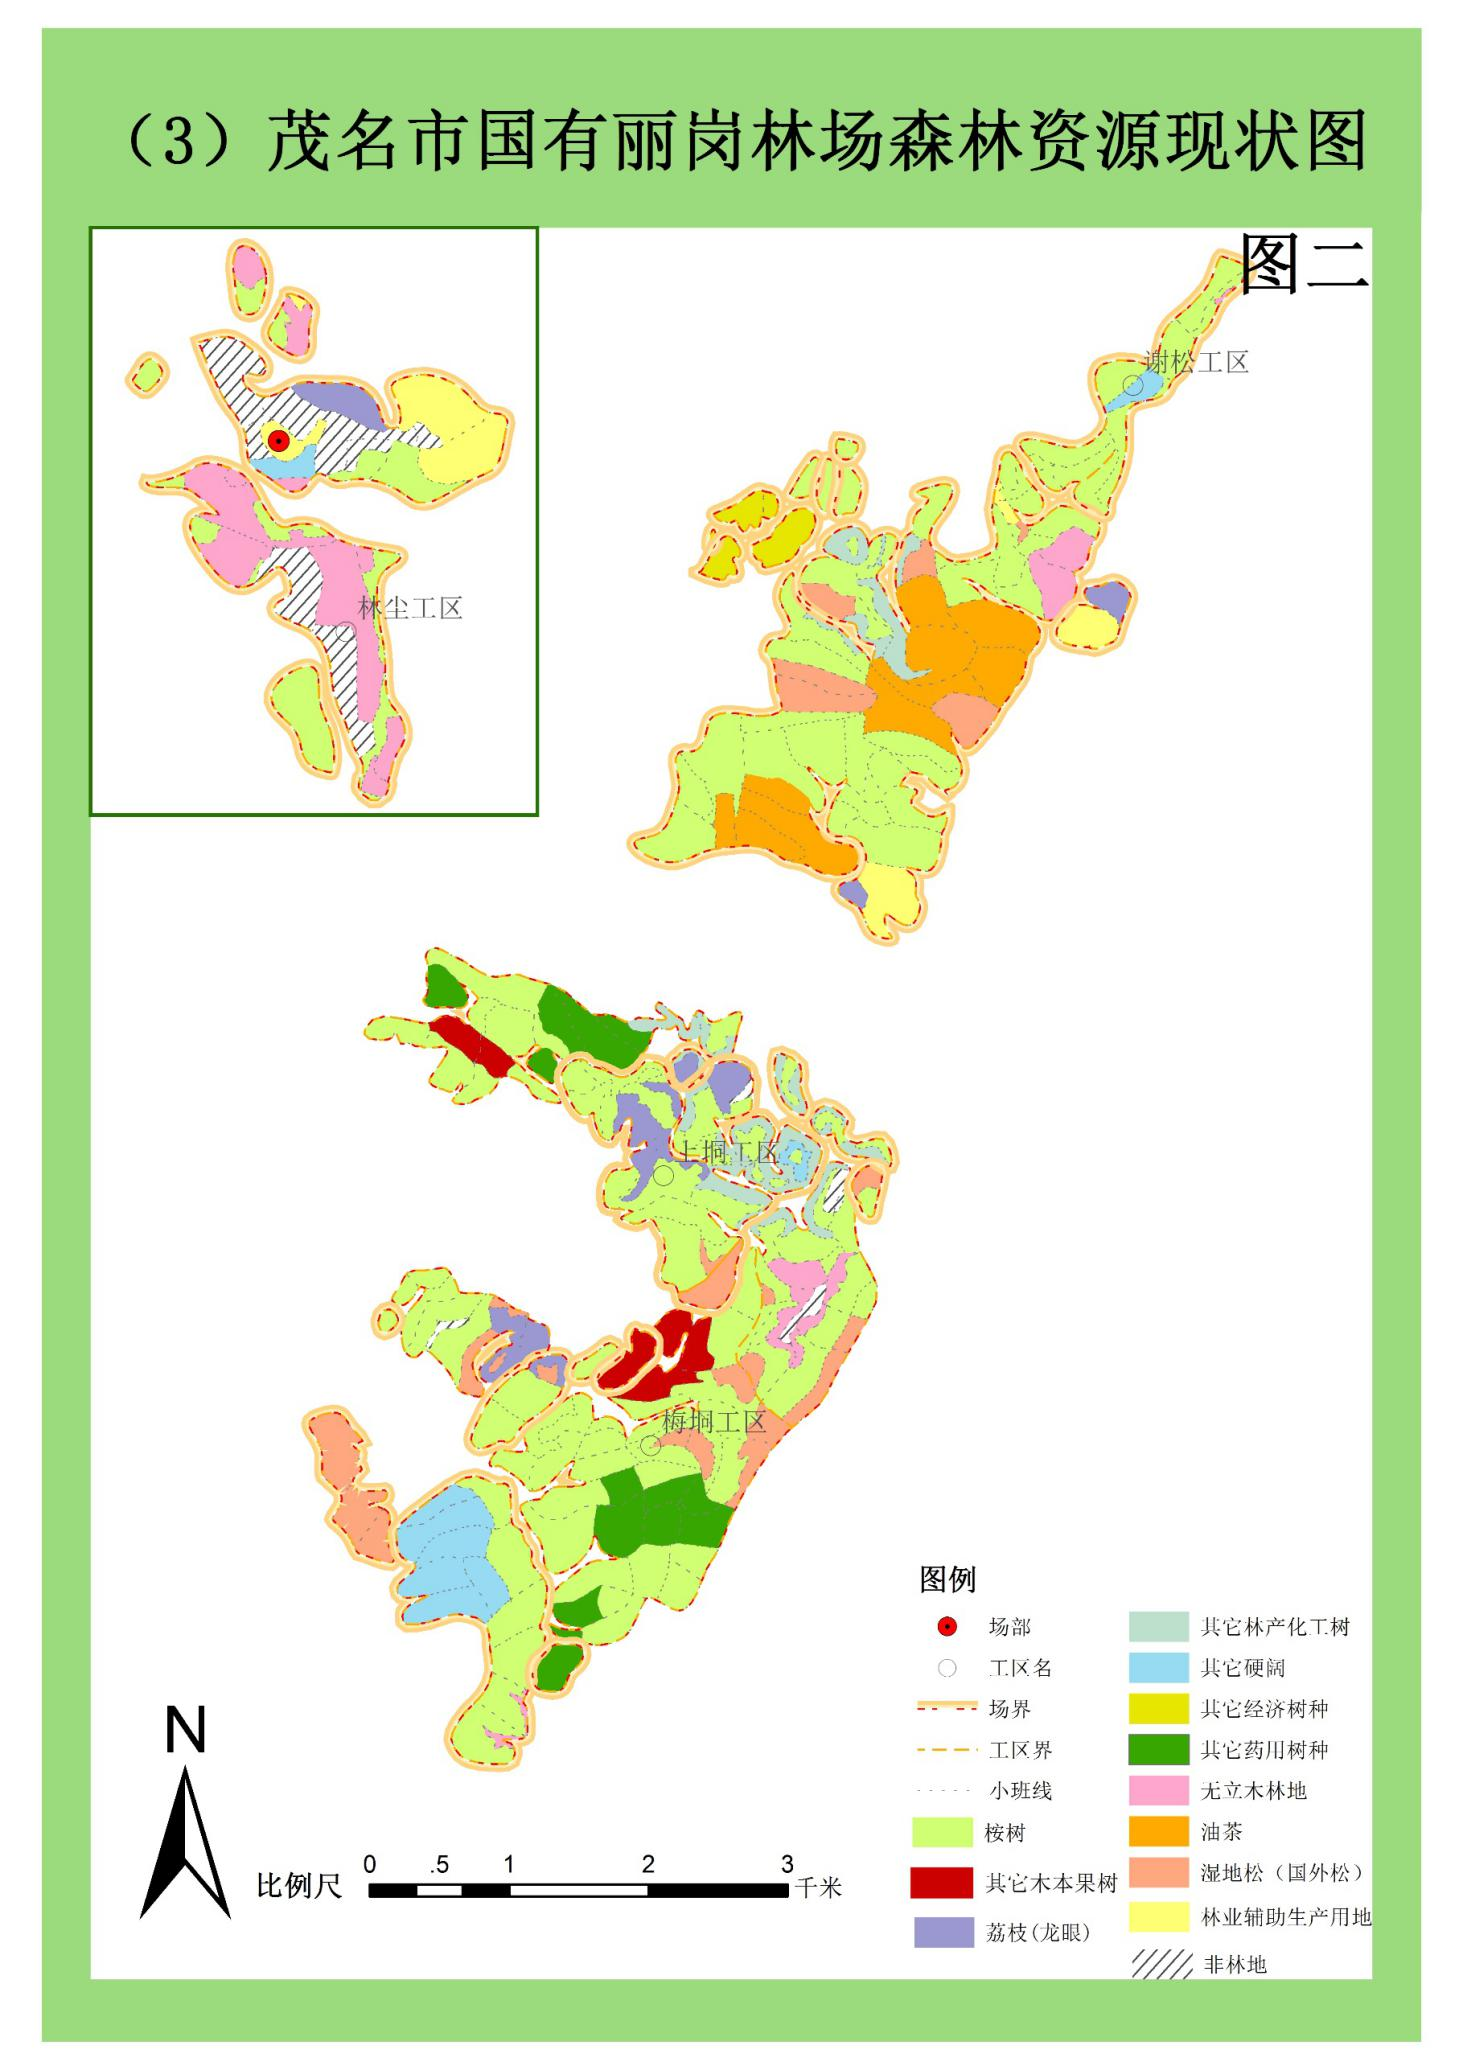 （3）茂名市国有丽岗林场森林资源现状图
图二
谢松工区
林尘工区
上垌工区
梅垌工区
图例
场部
工区名
场界
工区界
小班线
桉树
其它木本果树
荔枝(龙眼)
其它林产化工树
其它硬阔
其它经济树种
其它药用树种
无立木林地
油茶
湿地松（国外松）
林业辅助生产用地
非林地
N
0 .5 1 2 3
比例尺 千米